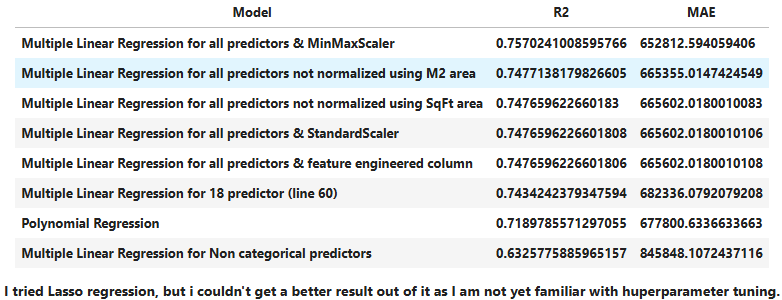 Model R2 MAE
Multiple Linear Regression for all predictors & MinMaxScaler 0.7570241008595766 652812.594059406
Multiple Linear Regression for all predictors not normalized using M2 area 0.7477138179826605 665355.0147424549
Multiple Linear Regression for all predictors not normalized using SqFt area 0.747659622660183 665602.0180010083
Multiple Linear Regression for all predictors & StandardScaler 0.7476596226601808 665602.0180010106
Multiple Linear Regression for all predictors & feature engineered column 0.7476596226601806 665602.0180010108
Multiple Linear Regression for 18 predictor (line 60) 0.7434242379347594 682336.0792079208
Polynomial Regression 0.7189785571297055 677800.6336633663
Multiple Linear Regression for Non categorical predictors 0.6325775885965157 845848.1072437116
I tried Lasso regression, but i couldn't get a better result out of it as I am not yet familiar with huperparameter tuning.